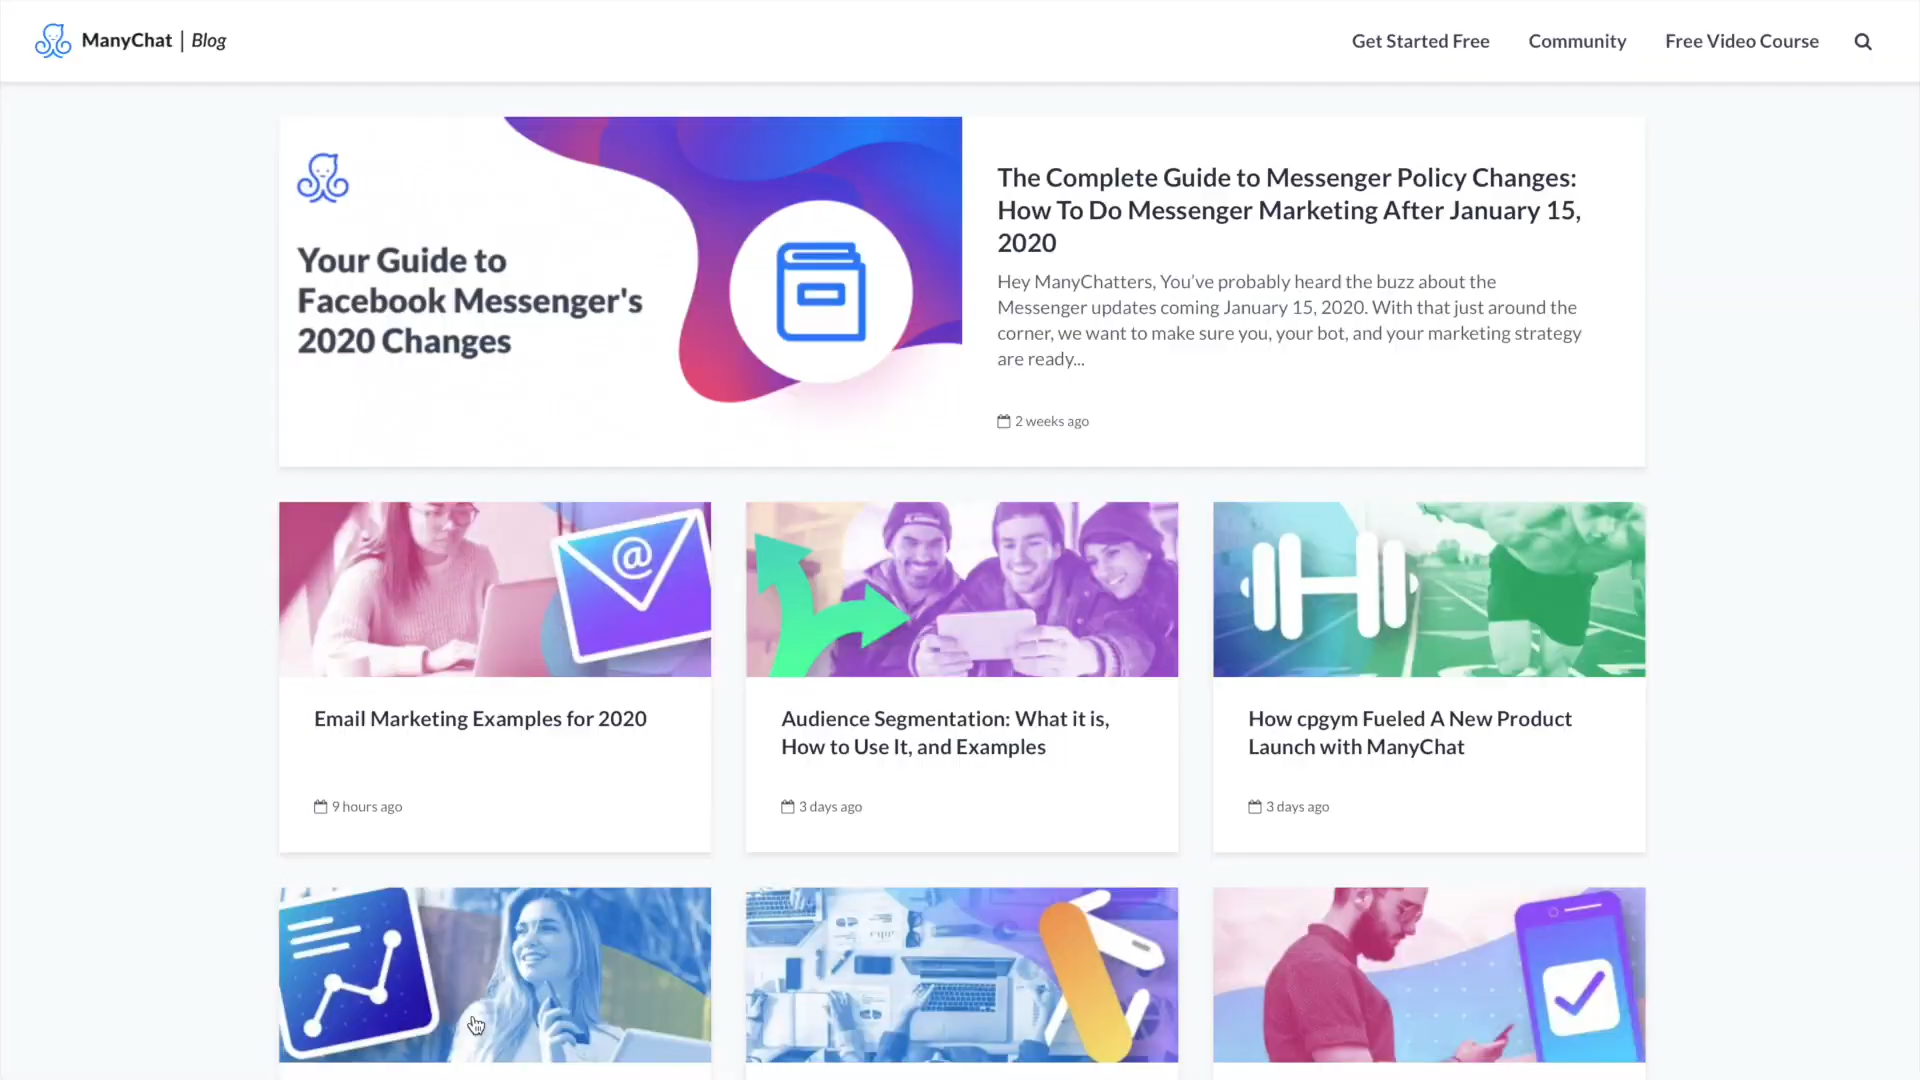 ManyChat | Blog
Get Started Free
Community
Free Video Course
Your Guide to
Facebook Messenger's
2020 Changes
The Complete Guide to Messenger Policy Changes:
How To Do Messenger Marketing After January 15,
2020
Hey ManyChatters, You’ve probably heard the buzz about the
Messenger updates coming January 15, 2020. With that just around the
corner, we want to make sure you, your bot, and your marketing strategy
are ready...
2 weeks ago
@
Email Marketing Examples for 2020
9 hours ago
Audience Segmentation: What it is,
How to Use It, and Examples
3 days ago
How cpgym Fueled A New Product
Launch with ManyChat
3 days ago